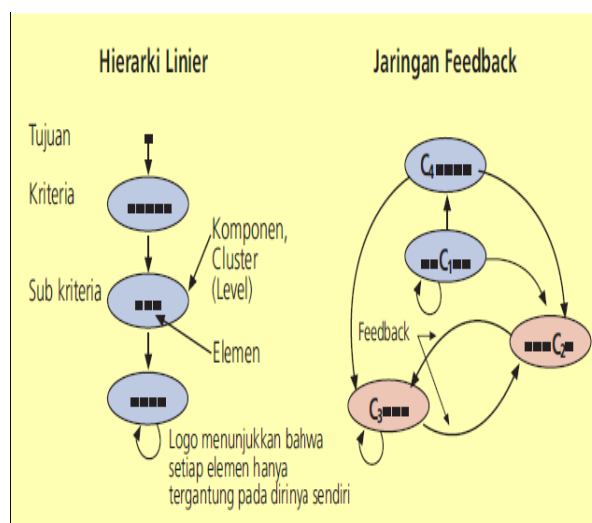 Hierarki Linier
Tujuan
Kriteria
Sub kriteria
Komponen,
Cluster
(Level)
Elemen
Logo menunjukkan bahwa
setiap elemen hanya
tergantung pada dirinya sendiri
Jaringan Feedback
C4
C1
Feedback
C2
C3